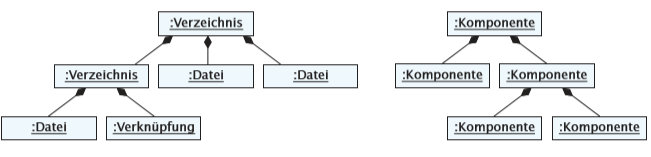 :Verzeichnis
:Verzeichnis
:Datei
:Datei
:Datei
:Verknüpfung
:Komponente
:Komponente
:Komponente
:Komponente
:Komponente